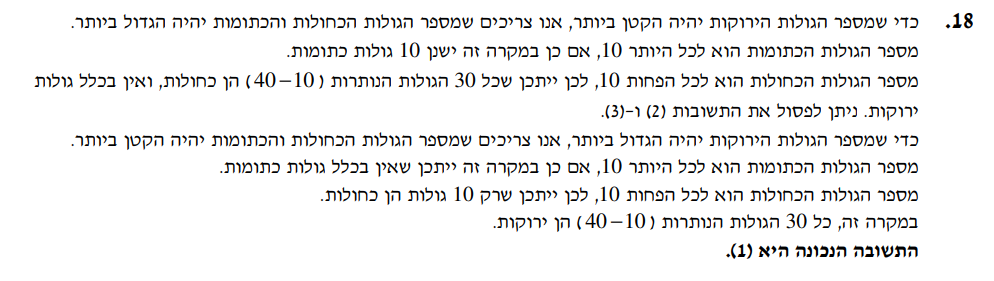 18. כדי שמספר הגולות הירוקות יהיה הקטן ביותר, אנו צריכים שמספר הגולות הכחולות והכתומות יהיה הגדול ביותר.
מספר הגולות הכתומות הוא לכל היותר 10, אם כן במקרה זה ישנן 10 גולות כתומות.
מספר הגולות הכחולות הוא לכל הפחות 10, לכן ייתכן שכל 30 הגולות הנותרות (40−10) הן כחולות, ואין בכלל גולות
ירוקות. ניתן לפסול את התשובות (2) ו-(3).
כדי שמספר הגולות הירוקות יהיה הגדול ביותר, אנו צריכים שמספר הגולות הכחולות והכתומות יהיה הקטן ביותר.
מספר הגולות הכתומות הוא לכל היותר 10, אם כן במקרה זה ייתכן שאין בכלל גולות כתומות.
מספר הגולות הכחולות הוא לכל הפחות 10, לכן ייתכן שרק 10 גולות הן כחולות.
במקרה זה, כל 30 הגולות הנותרות (40−10) הן ירוקות.
התשובה הנכונה היא (1).